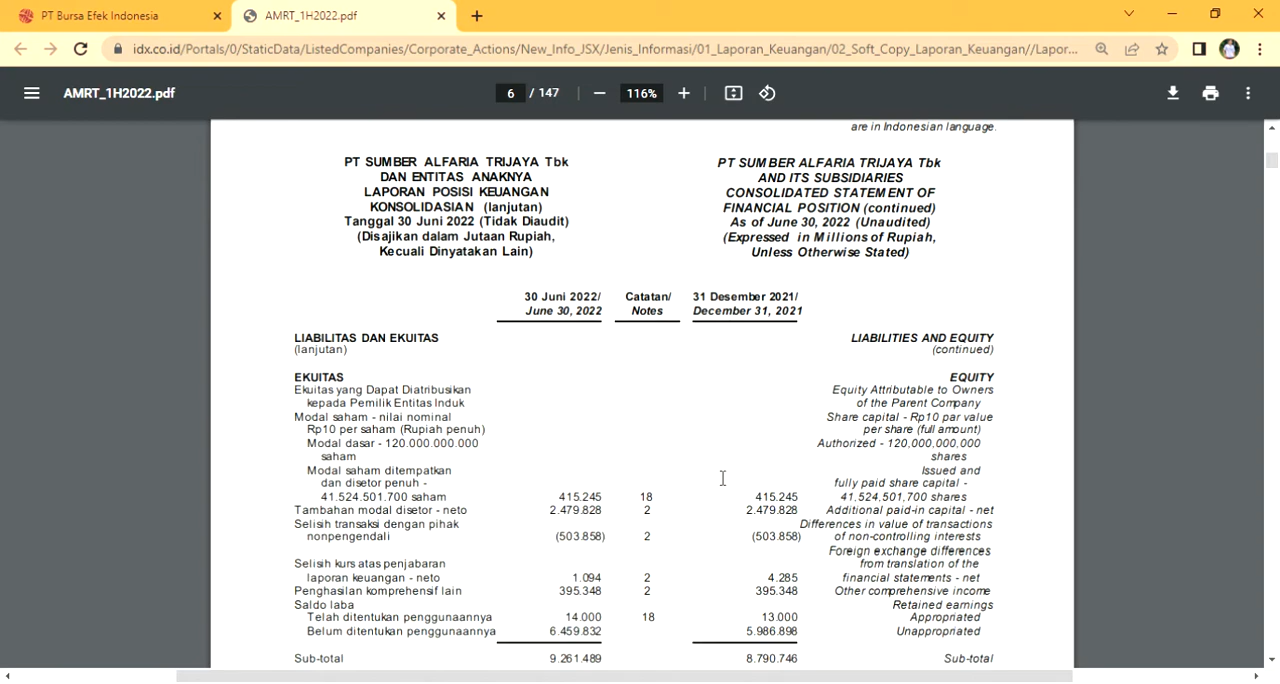 PT Bursa Efek Indonesia
AMRT_1H2022.pdf
idx.co.id/Portals/0/StaticData/ListedCompanies/Corporate_Actions/New_Info_JSX/Jenis_Informasi/01_Laporan_Keuangan/02_Soft_Copy_Laporan_Keuangan//Lapor...
AMRT_1H2022.pdf
6 / 147
116%
are in Indonesian language.
PT SUMBER ALFARIA TRIJAYA Tbk
DAN ENTITAS ANAKNYA
LAPORAN POSISI KEUANGAN
KONSOLIDASIAN (lanjutan)
Tanggal 30 Juni 2022 (Tidak Diaudit)
(Disajikan dalam Jutaan Rupiah,
Kecuali Dinyatakan Lain)
PT SUMBER ALFARIA TRIJAYA Tbk
AND ITS SUBSIDIARIES
CONSOLIDATED STATEMENT OF
FINANCIAL POSITION (continued)
As of June 30, 2022 (Unaudited)
(Expressed in Millions of Rupiah,
Unless Otherwise Stated)
30 Juni 2022/ Catatan/ 31 Desember 2021/
June 30, 2022 Notes December 31, 2021
LIABILITAS DAN EKUITAS LIABILITIES AND EQUITY
(lanjutan) (continued)
EKUITAS EQUITY
Ekuitas yang Dapat Diatribusikan Equity Attributable to Owners
kepada Pemilik Entitas Induk of the Parent Company
Modal saham - nilai nominal Share capital - Rp10 par value
Rp10 per saham (Rupiah penuh) per share (full amount)
Modal dasar - 120.000.000.000 Authorized - 120,000,000,000
saham shares
Modal saham ditempatkan Issued and
dan disetor penuh - fully paid share capital -
41.524.501.700 saham 415.245 18 415.245 41,524,501,700 shares
Tambahan modal disetor - neto 2.479.828 2 2.479.828 Additional paid-in capital - net
Selisih transaksi dengan pihak Differences in value of transactions
nonpengendali (503.858) 2 (503.858) of non-controlling interests
Foreign exchange differences
Selisih kurs atas penjabaran from translation of the
laporan keuangan - neto 1.094 2 4.285 financial statements - net
Penghasilan komprehensif lain 395.348 2 395.348 Other comprehensive income
Saldo laba Retained earnings
Telah ditentukan penggunaannya 14.000 18 13.000 Appropriated
Belum ditentukan penggunaannya 6.459.832 5.986.898 Unappropriated
Sub-total 9.261.489 8.790.746 Sub-total